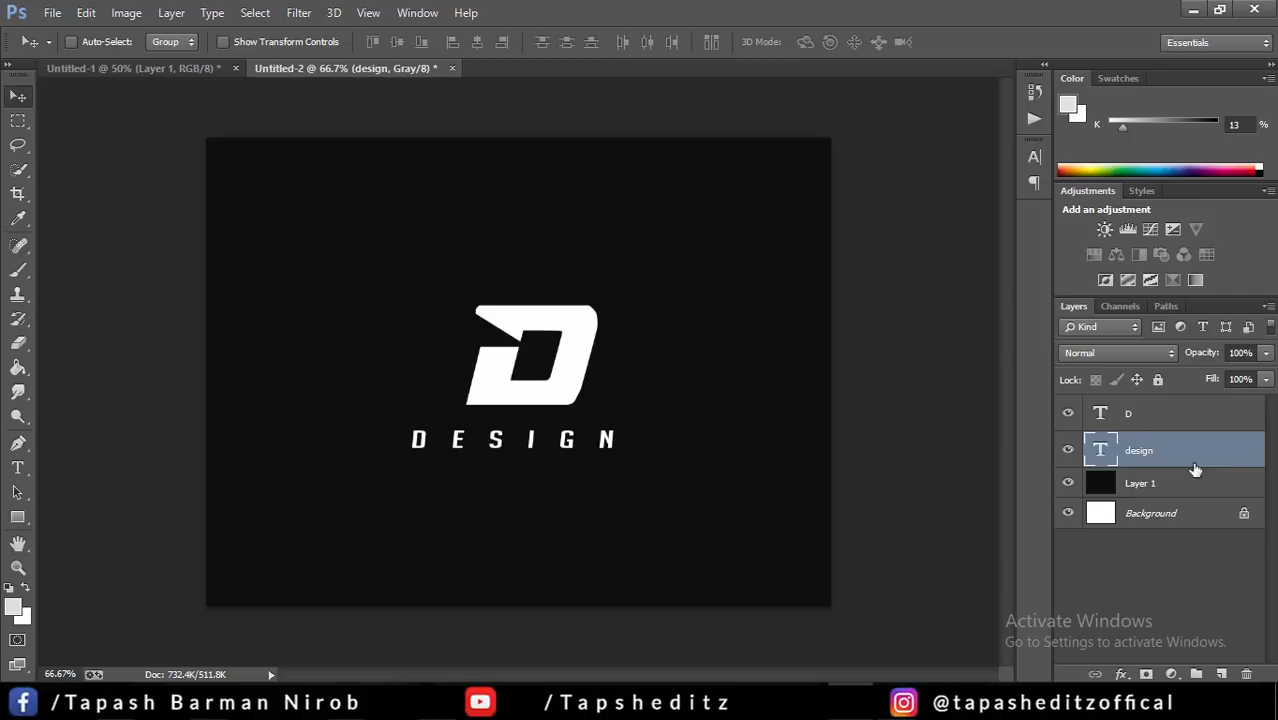 Ps File Edit Image Layer Type Select Filter 3D View Window Help
Auto-Select: Group Show Transform Controls 3D Mode: Essentials
Untitled-1 @ 50% (Layer 1, RGB/8) * × Untitled-2 @ 66.7% (design, Gray/8) * ×
Color Swatches
K 13 %
Adjustments Styles
Add an adjustment
Layers Channels Paths
Kind
Normal Opacity: 100%
Lock: Fill: 100%
T D
T design
Layer 1
Background
D
DESIGN
Activate Windows
Go to Settings to activate Windows.
66.67% Doc: 732.4K/511.8K
/Tapash Barman Nirob /Tapsheditz @tapasheditzoffical